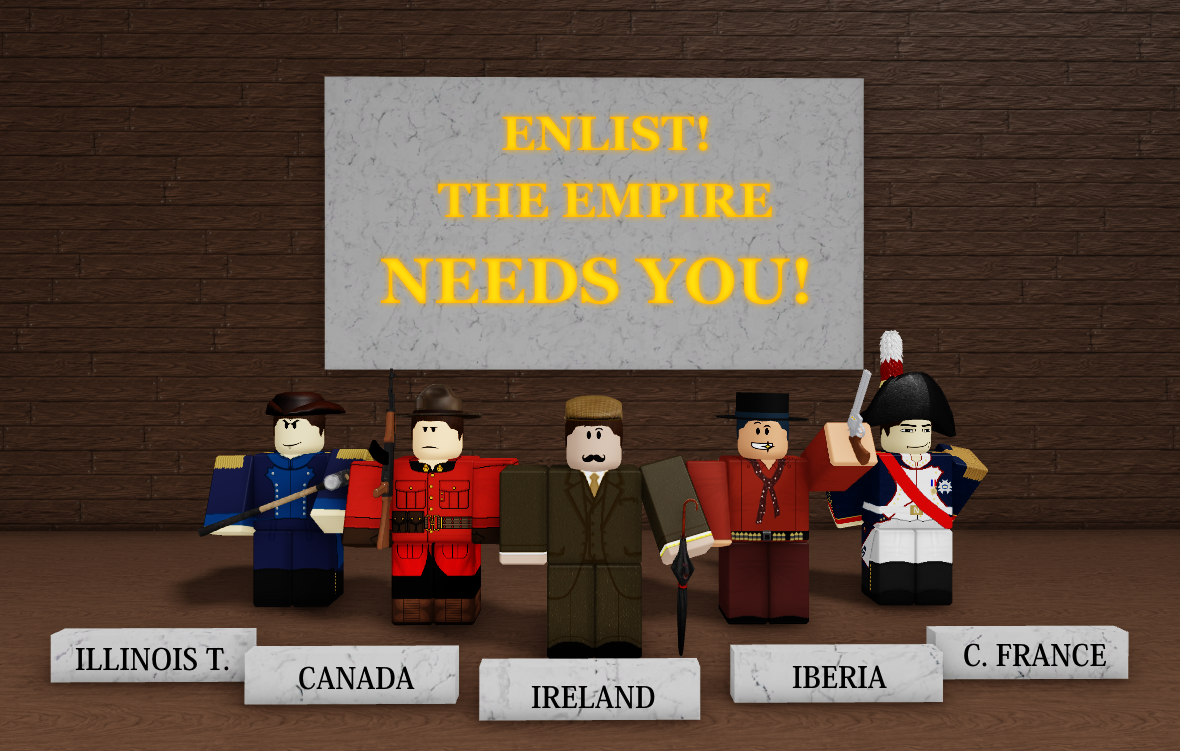 ENLIST!
THE EMPIRE
NEEDS YOU!
ILLINOIS T.
CANADA
IRELAND
IBERIA
C. FRANCE